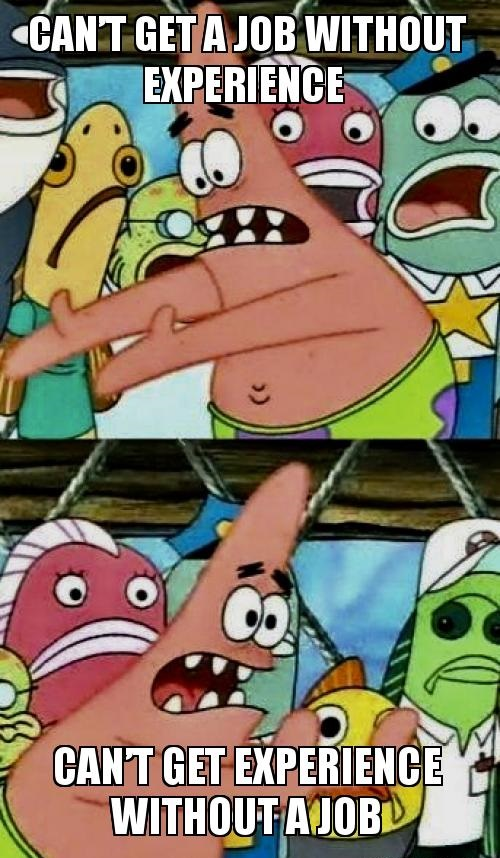 CAN'T GET A JOB WITHOUT
EXPERIENCE
CAN'T GET EXPERIENCE
WITHOUT A JOB